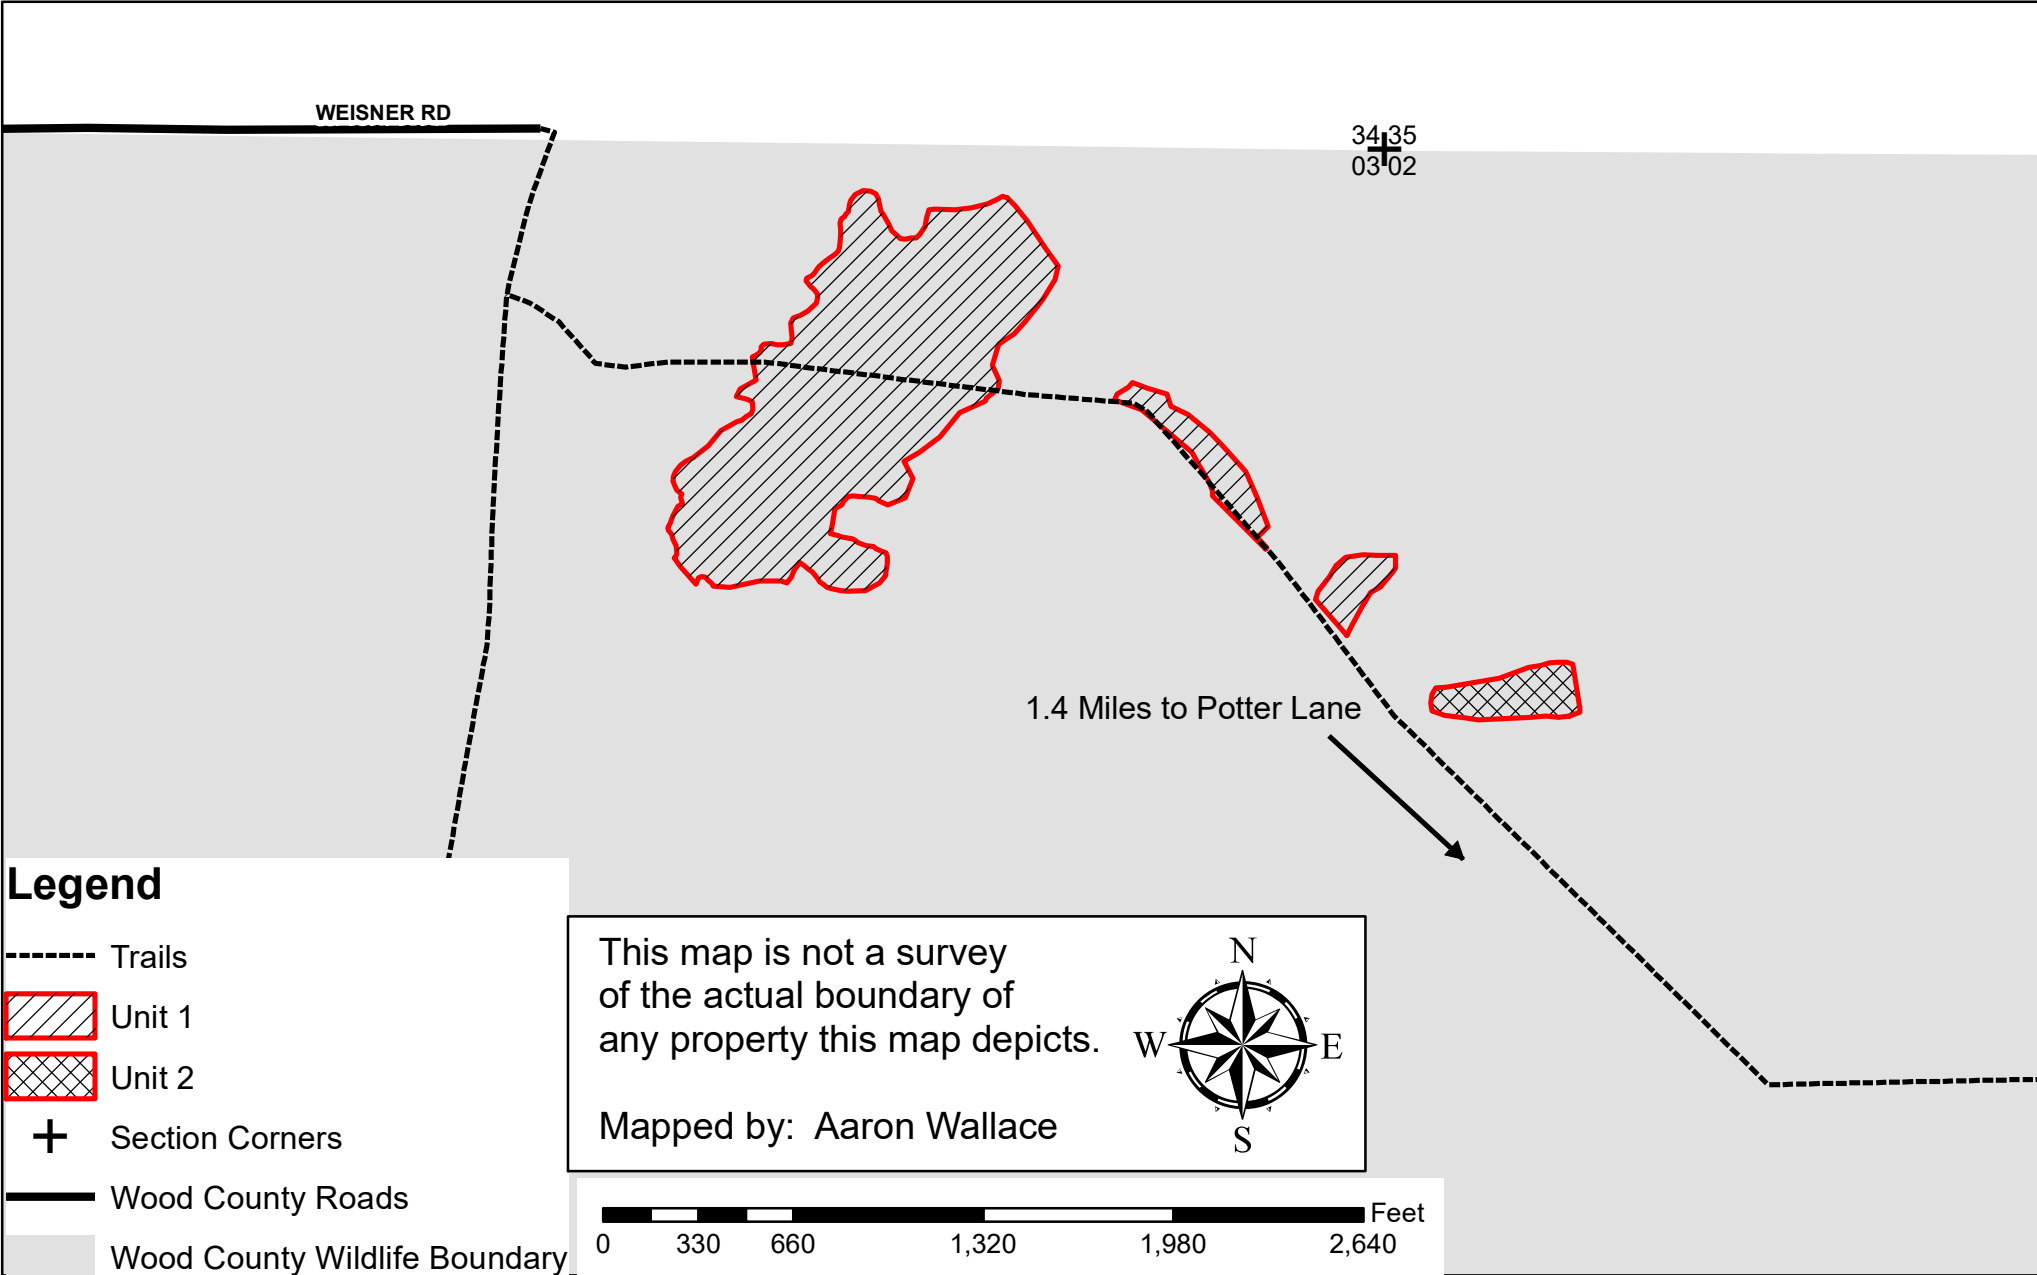 WEISNER RD
34 35
03 02
1.4 Miles to Potter Lane
Legend
Trails
Unit 1
Unit 2
Section Corners
Wood County Roads
Wood County Wildlife Boundary
This map is not a survey
of the actual boundary of
any property this map depicts.
Mapped by: Aaron Wallace
N
W E
S
Feet
0 330 660 1,320 1,980 2,640